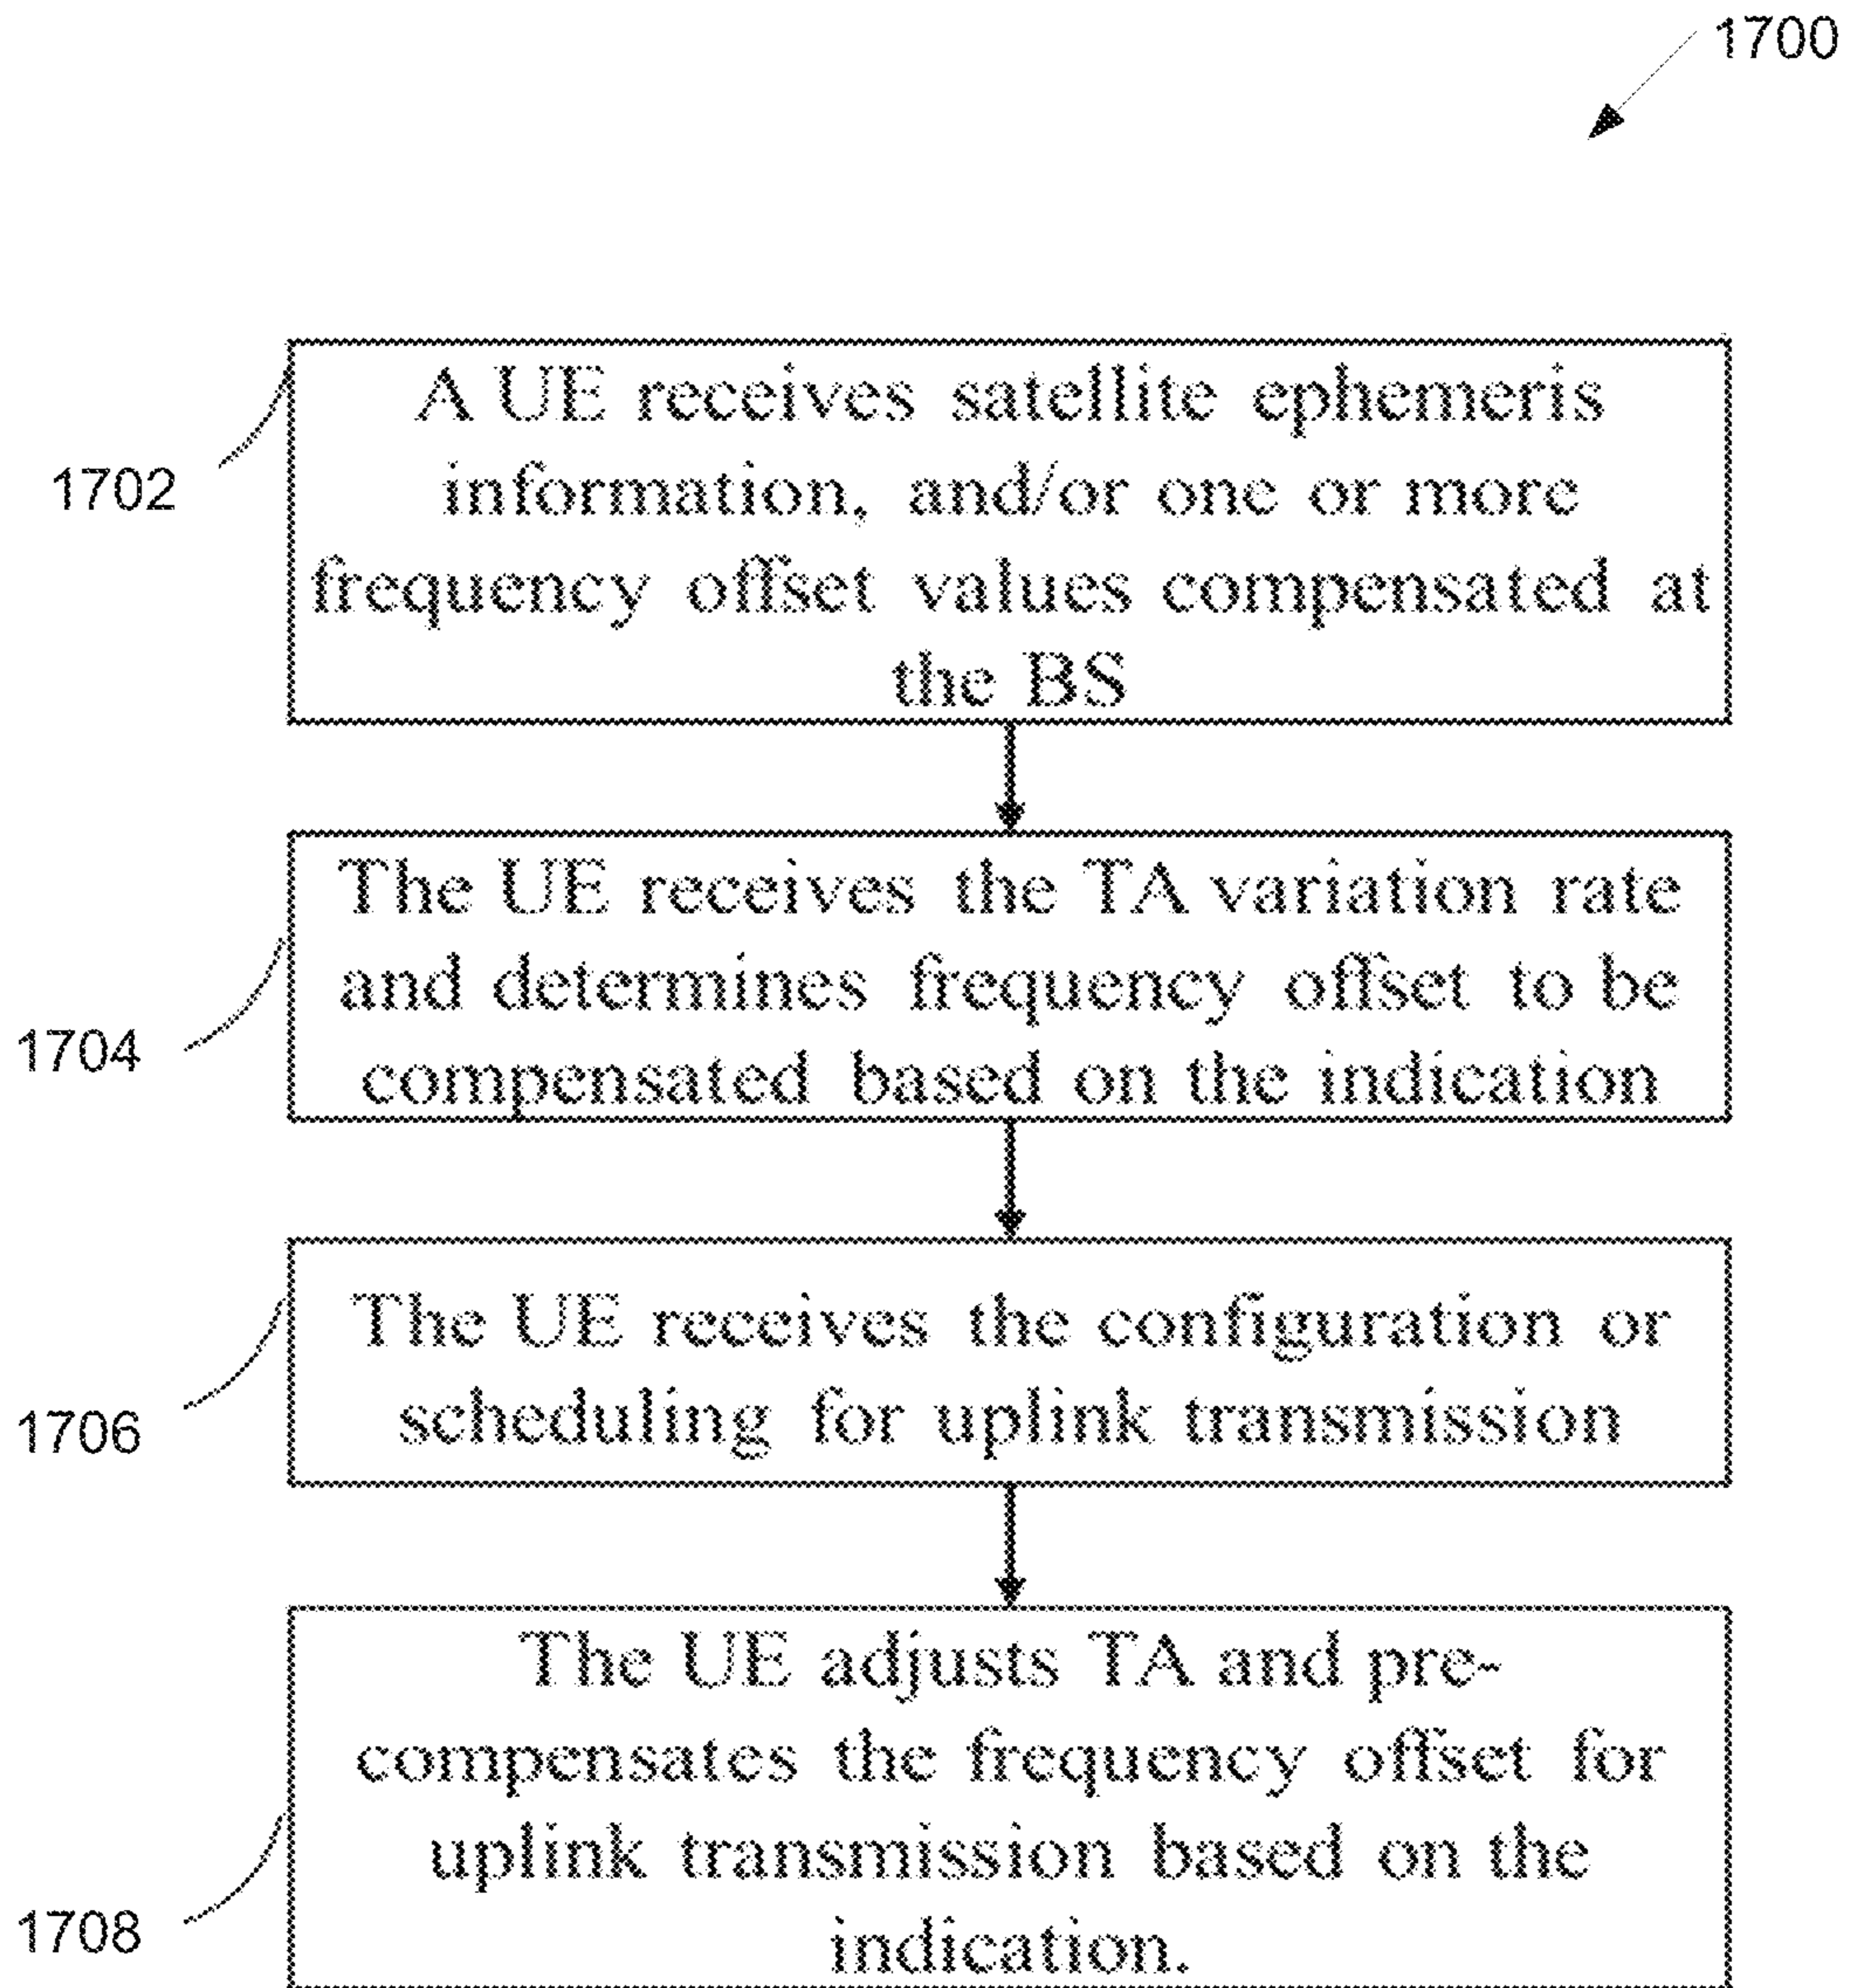 1700
1702
A UE receives satellite ephemeris
information, and/or one or more
frequency offset values compensated at
the BS
1704
The UE receives the TA variation rate
and determines frequency offset to be
compensated based on the indication
1706
The UE receives the configuration or
scheduling for uplink transmission
1708
The UE adjusts TA and pre-
compensates the frequency offset for
uplink transmission based on the
indication.